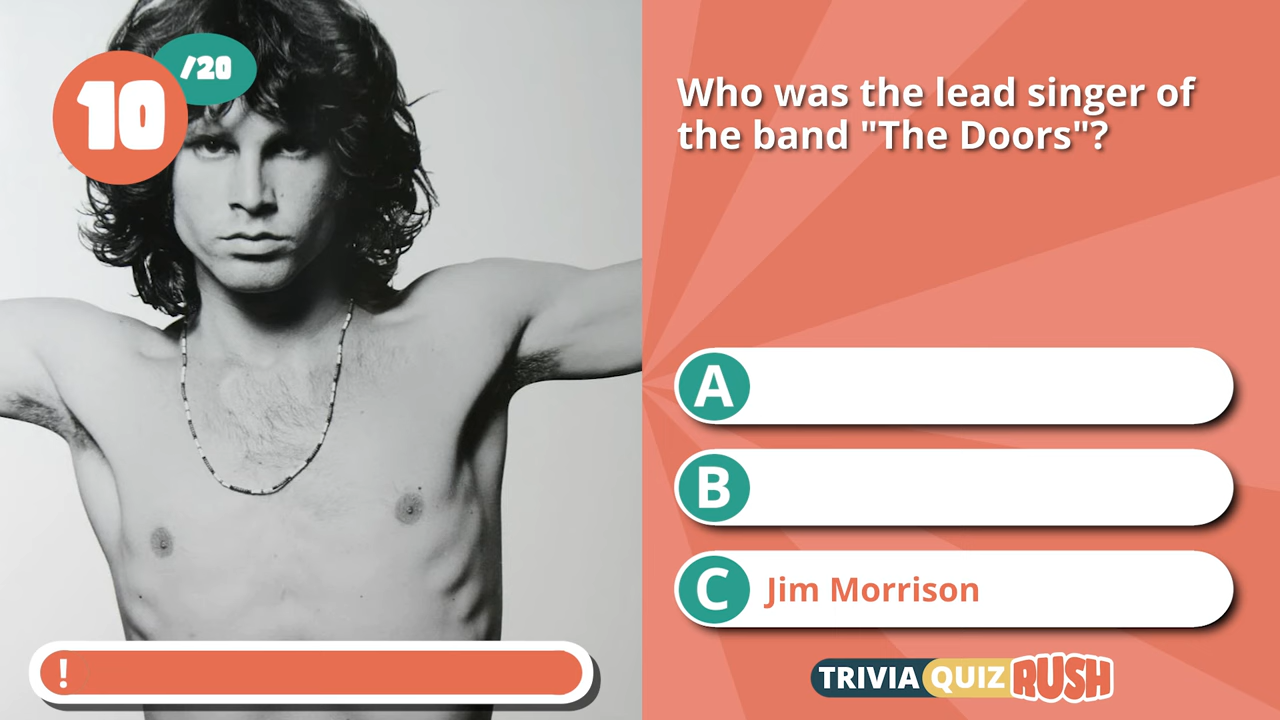 10
/20
Who was the lead singer of
the band "The Doors"?
A
B
C Jim Morrison
!
TRIVIA QUIZ RUSH